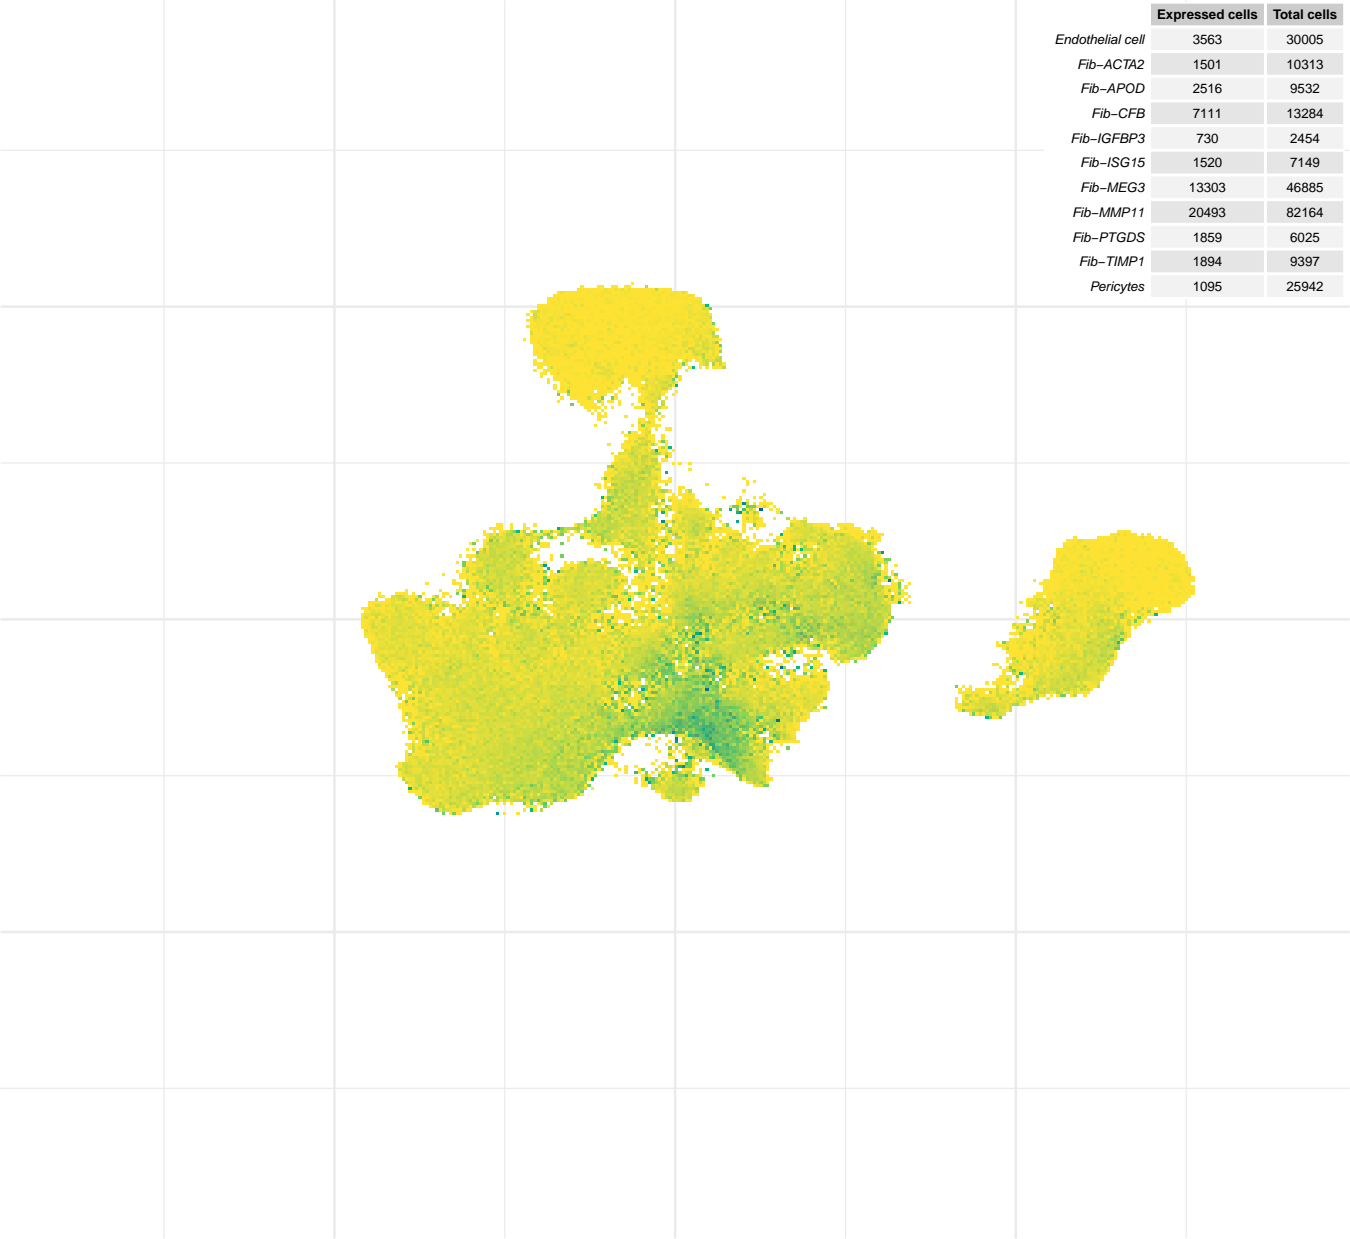 Expressed cells Total cells
Endothelial cell 3563 30005
Fib−ACTA2 1501 10313
Fib−APOD 2516 9532
Fib−CFB 7111 13284
Fib−IGFBP3 730 2454
Fib−ISG15 1520 7149
Fib−MEG3 13303 46885
Fib−MMP11 20493 82164
Fib−PTGDS 1859 6025
Fib−TIMP1 1894 9397
Pericytes 1095 25942